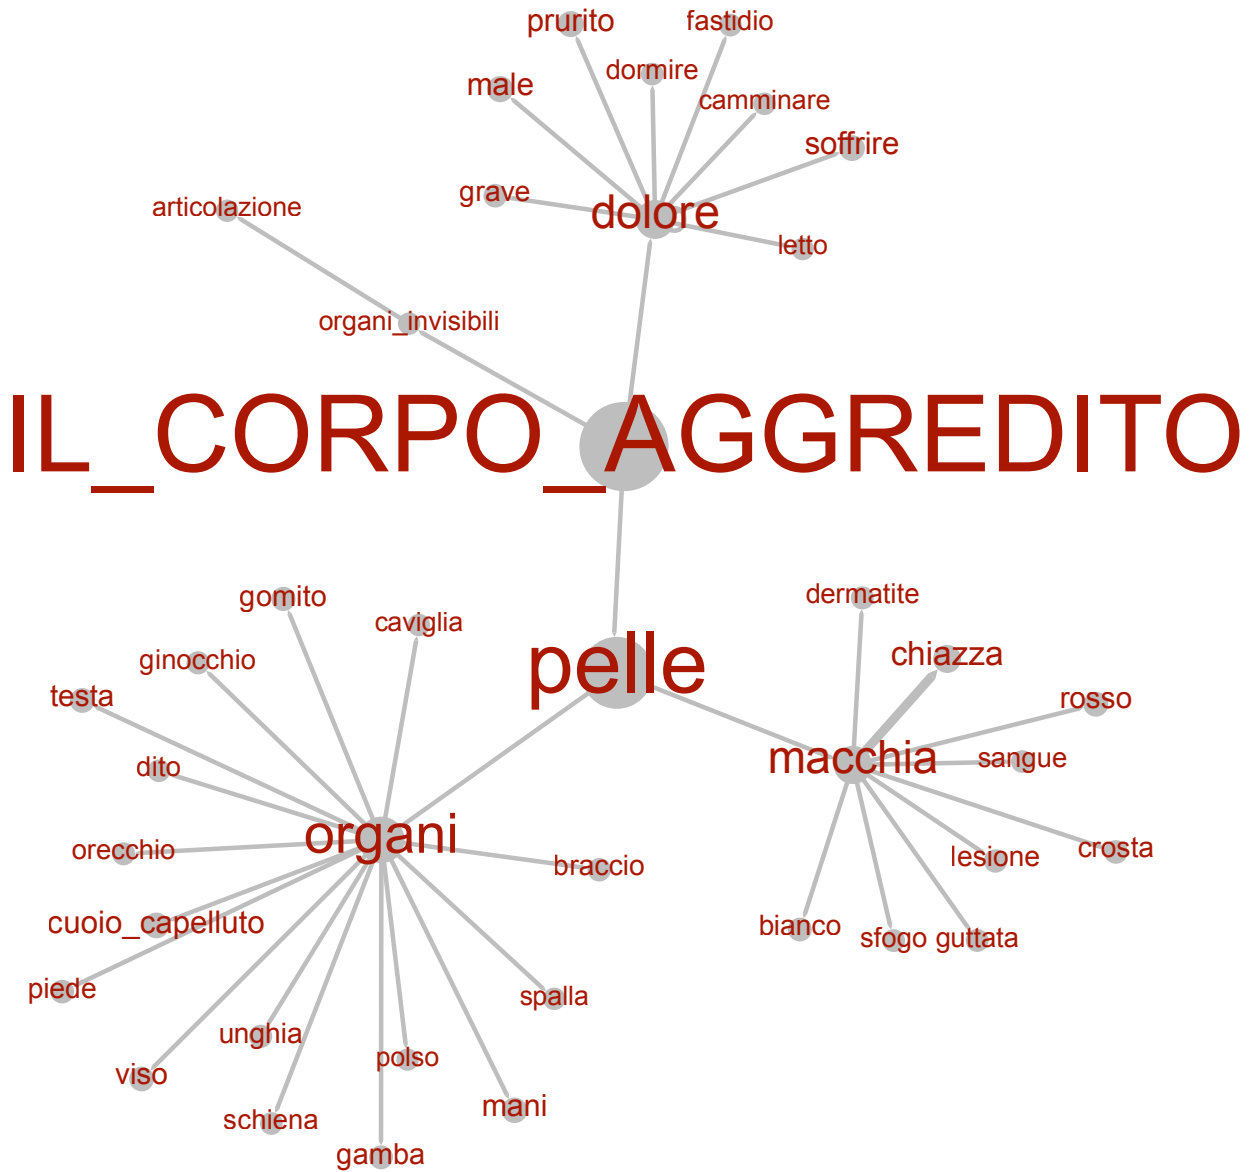 prurito
fastidio
dormire
male
camminare
soffrire
grave
articolazione
dolore
letto
organi_invisibili
IL_CORPO_AGGREDITO
gomito
dermatite
caviglia
ginocchio
pelle
chiazza
testa
rosso
dito
macchia
sangue
organi
orecchio
braccio
lesione
crosta
cuoio_capelluto
bianco
sfogo
guttata
piede
spalla
unghia
polso
viso
mani
schiena
gamba